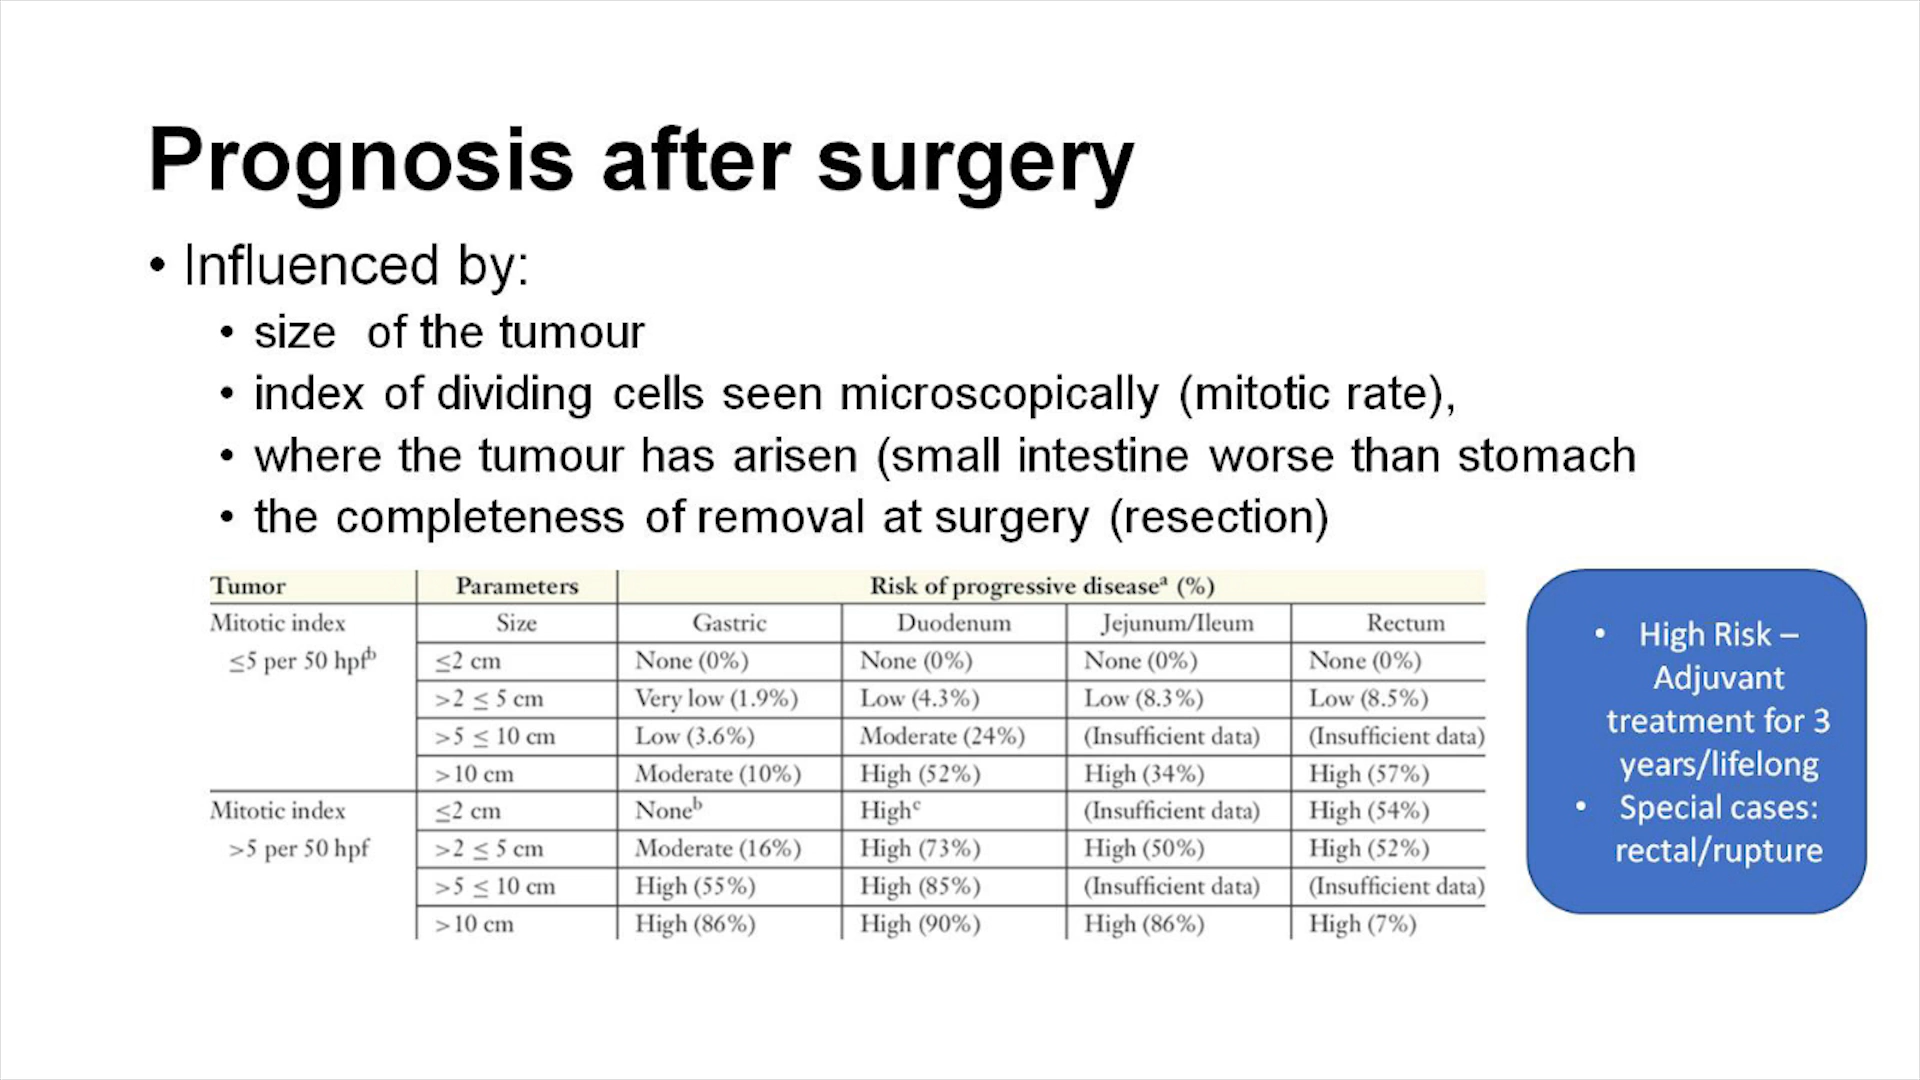 Prognosis after surgery
• Influenced by:
• size of the tumour
• index of dividing cells seen microscopically (mitotic rate),
• where the tumour has arisen (small intestine worse than stomach
• the completeness of removal at surgery (resection)
Tumor Parameters Risk of progressive diseaseᵃ (%)
Mitotic index Size Gastric Duodenum Jejunum/Ileum Rectum
≤5 per 50 hpfᵇ ≤2 cm None (0%) None (0%) None (0%) None (0%)
>2 ≤ 5 cm Very low (1.9%) Low (4.3%) Low (8.3%) Low (8.5%)
>5 ≤ 10 cm Low (3.6%) Moderate (24%) (Insufficient data) (Insufficient data)
>10 cm Moderate (10%) High (52%) High (34%) High (57%)
Mitotic index ≤2 cm Noneᵇ Highᶜ (Insufficient data) High (54%)
>5 per 50 hpf >2 ≤ 5 cm Moderate (16%) High (73%) High (50%) High (52%)
>5 ≤ 10 cm High (55%) High (85%) (Insufficient data) (Insufficient data)
>10 cm High (86%) High (90%) High (86%) High (7%)
• High Risk –
Adjuvant
treatment for 3
years/lifelong
• Special cases:
rectal/rupture